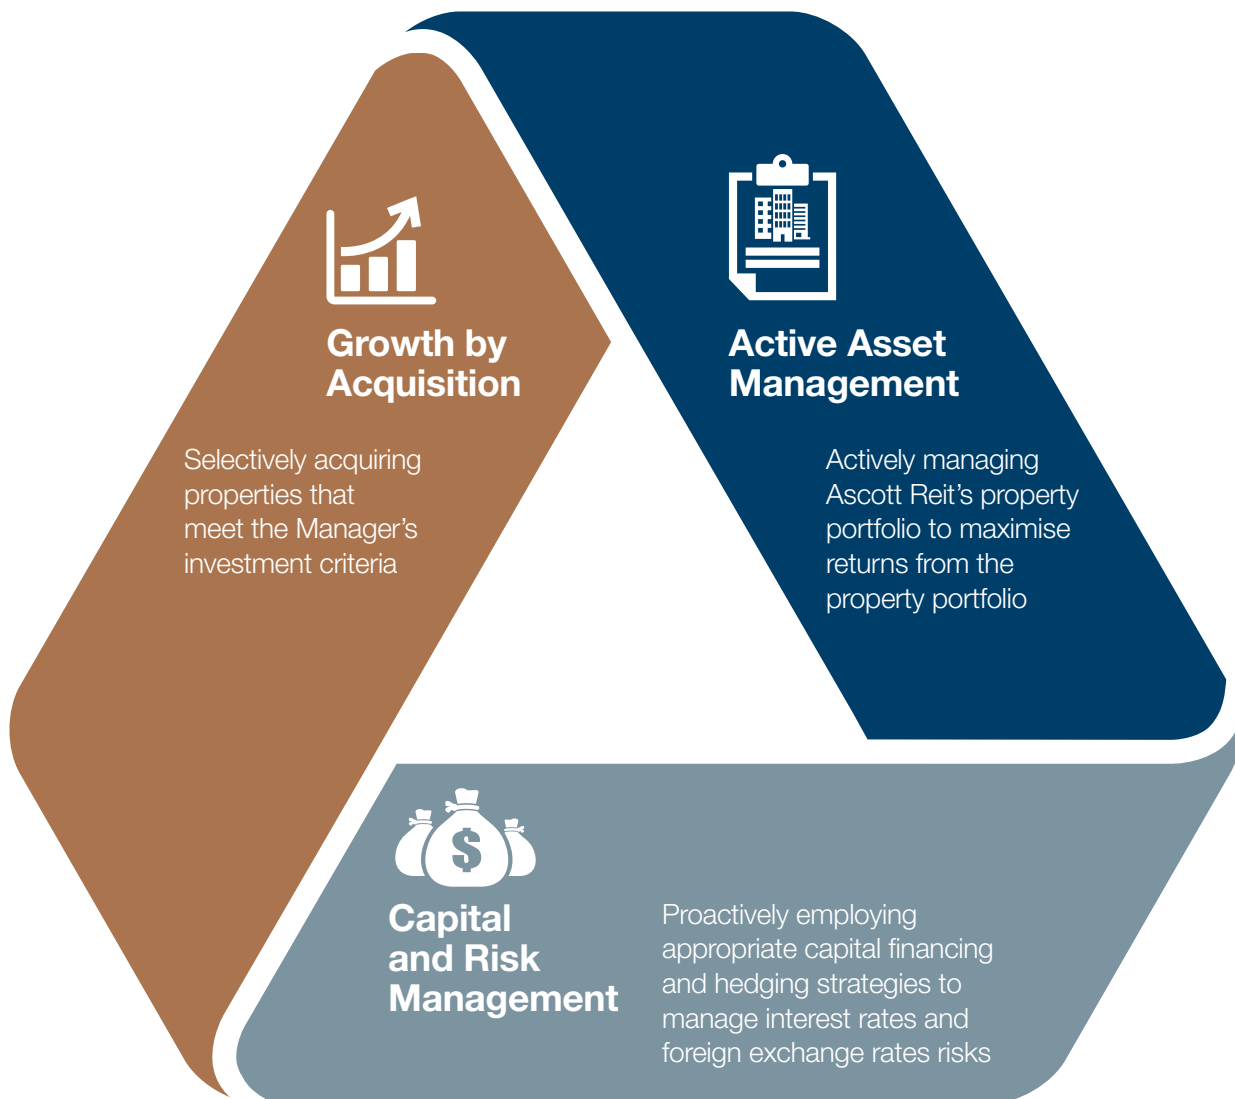 Growth by
Acquisition
Selectively acquiring
properties that
meet the Manager’s
investment criteria
Active Asset
Management
Actively managing
Ascott Reit’s property
portfolio to maximise
returns from the
property portfolio
$
Capital
and Risk
Management
Proactively employing
appropriate capital financing
and hedging strategies to
manage interest rates and
foreign exchange rates risks